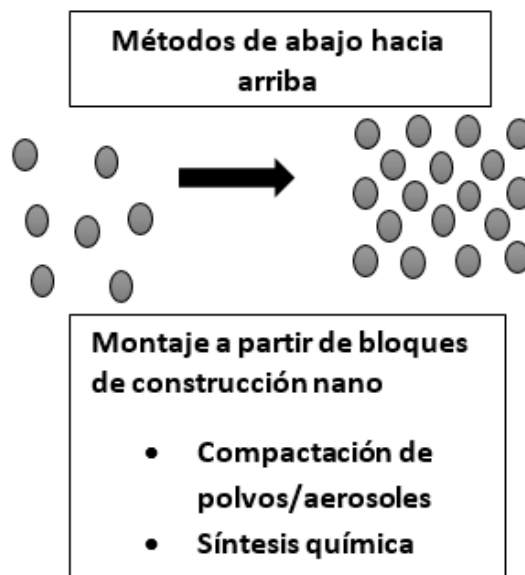 Métodos de abajo hacia
arriba
Montaje a partir de bloques
de construcción nano
• Compactación de
polvos/aerosoles
• Síntesis química